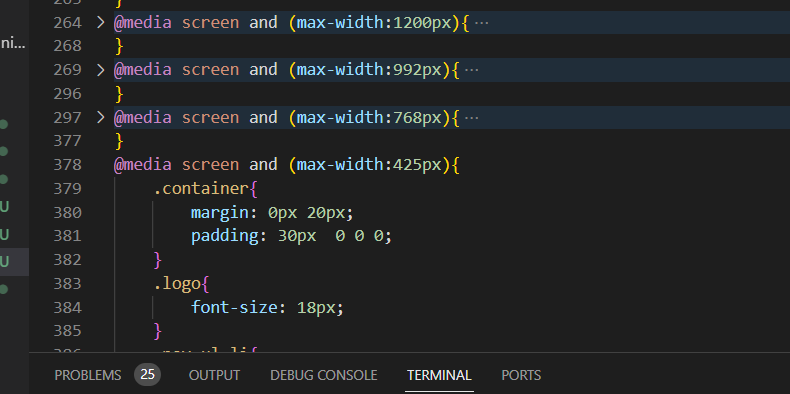 }
264 > @media screen and (max-width:1200px){ ···
268 }
269 > @media screen and (max-width:992px){ ···
296 }
297 > @media screen and (max-width:768px){ ···
377 }
378 @media screen and (max-width:425px){
379 .container{
380 margin: 0px 20px;
381 padding: 30px  0 0 0;
382 }
383 .logo{
384 font-size: 18px;
385 }
ni...
U
U
U
PROBLEMS 25 OUTPUT DEBUG CONSOLE TERMINAL PORTS